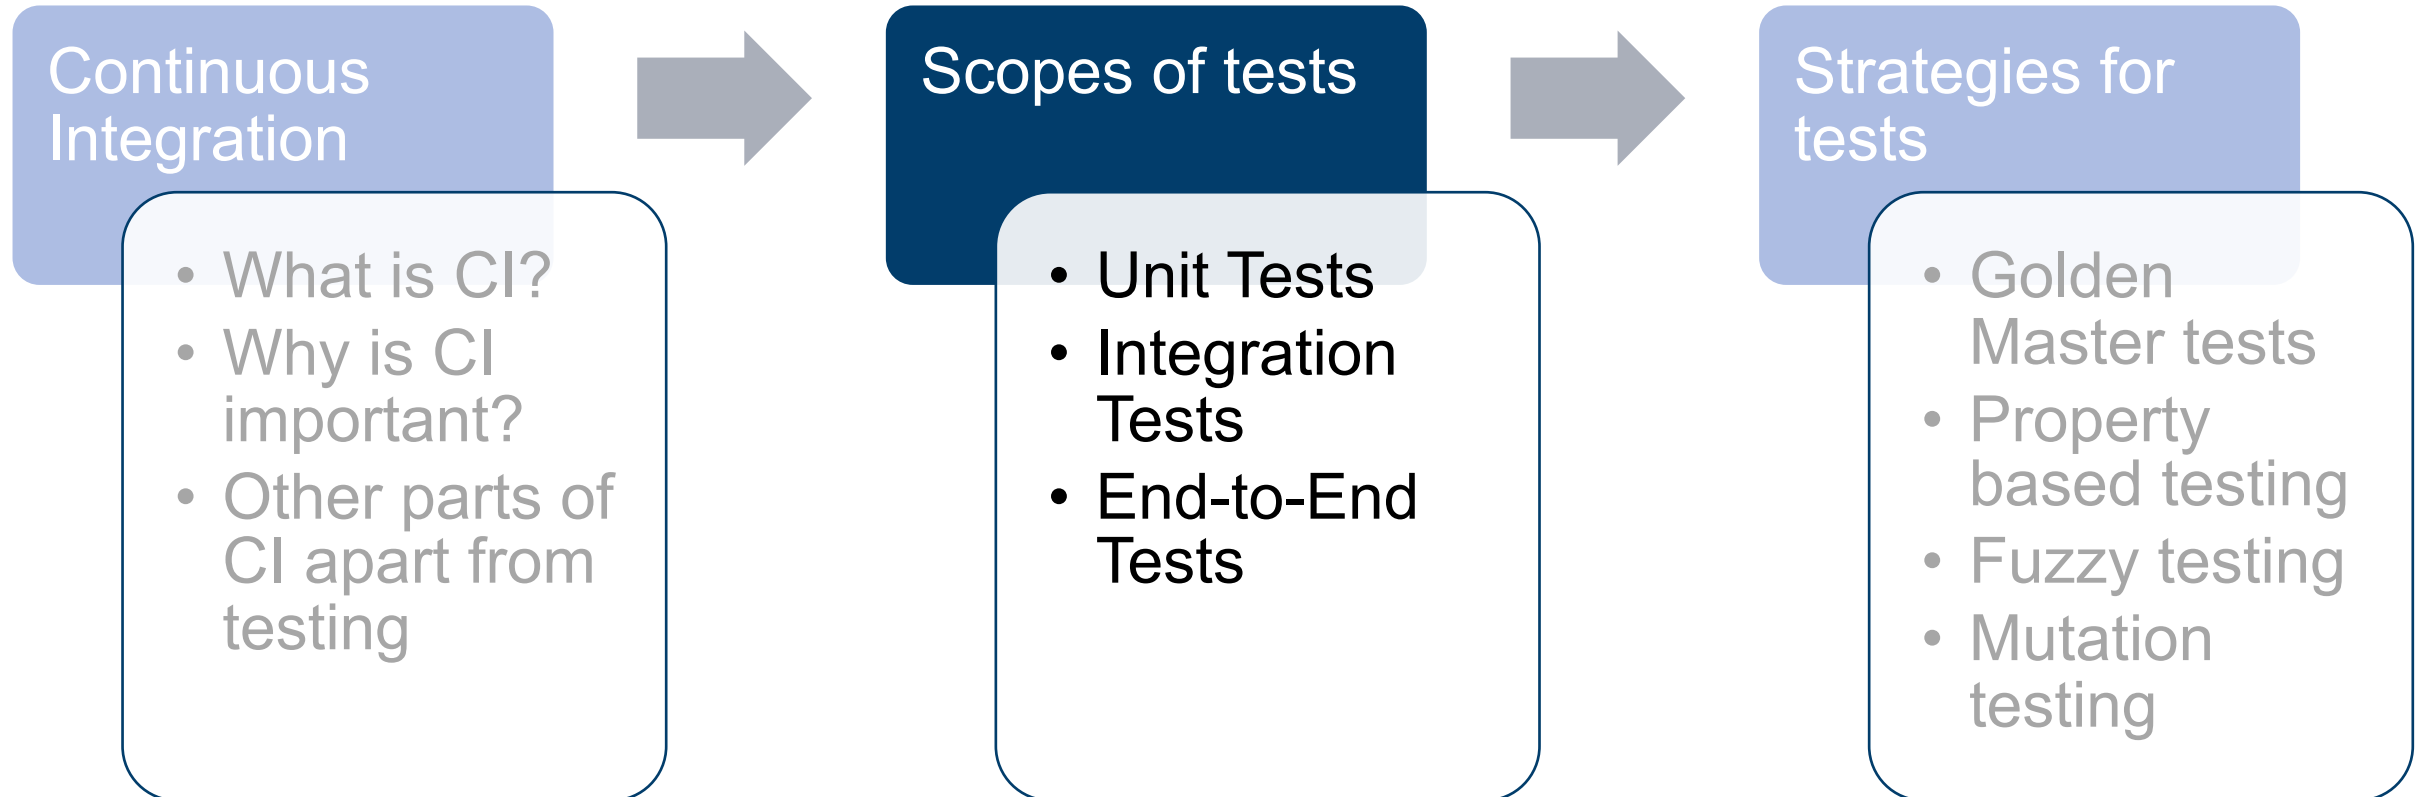 Continuous
Integration
• What is CI?
• Why is CI
important?
• Other parts of
CI apart from
testing
Scopes of tests
• Unit Tests
• Integration
Tests
• End-to-End
Tests
Strategies for
tests
• Golden
Master tests
• Property
based testing
• Fuzzy testing
• Mutation
testing